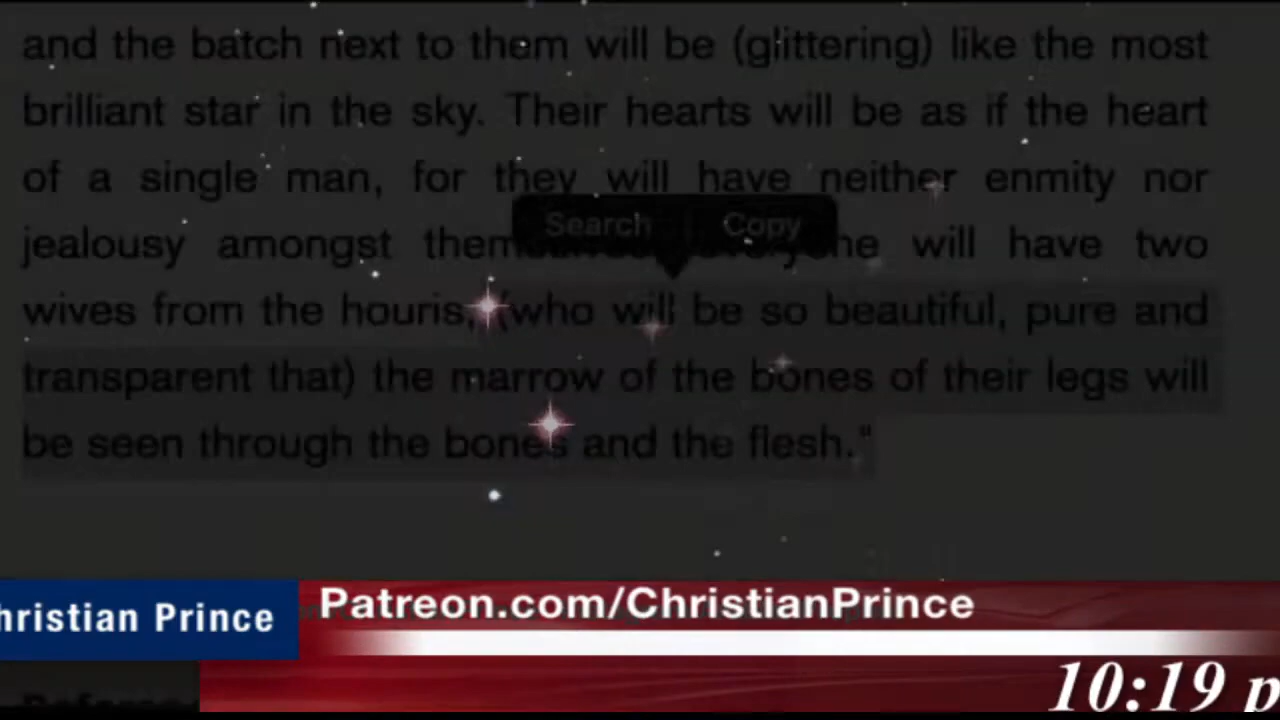 and the batch next to them will be (glittering) like the most
brilliant star in the sky. Their hearts will be as if the heart
of a single man, for they will have neither enmity nor
Search Copy
jealousy amongst will have two
wives from the houris, (who will be so beautiful, pure and
transparent that) the marrow of the bones of their legs will
be seen through the bones and the flesh."
hristian Prince
Patreon.com/ChristianPrince
10:19 p